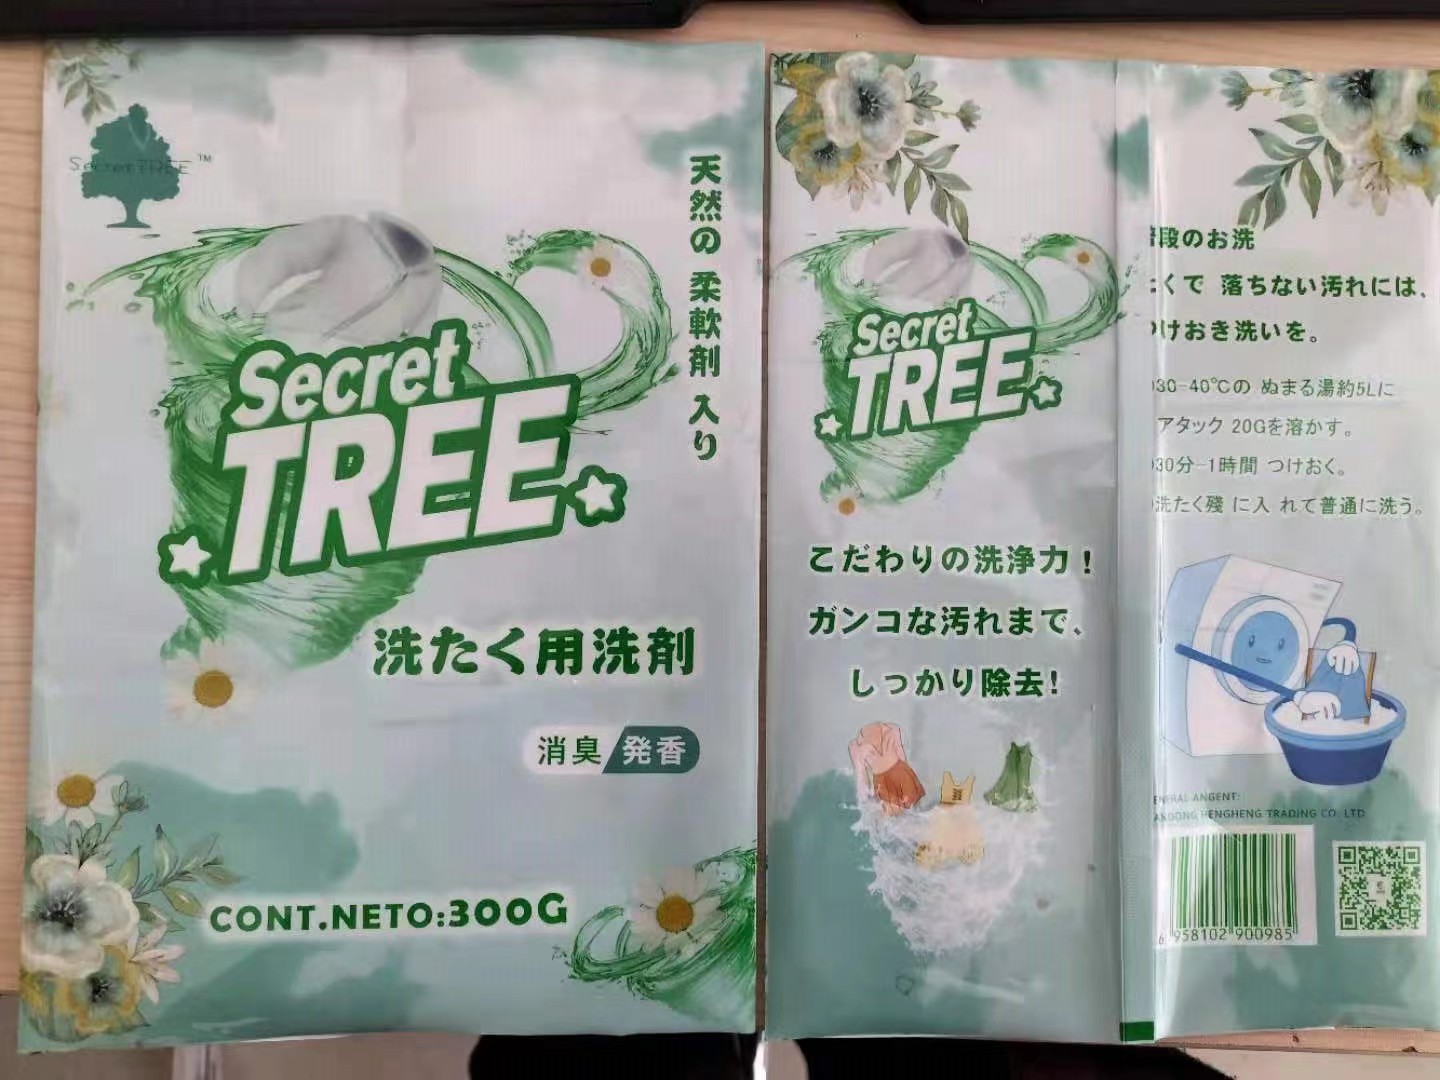 SecretTREE™
天然の 柔軟剤 入り
Secret
TREE
洗たく用洗剤
消臭 発香
CONT.NETO:300G
Secret
TREE
こだわりの洗浄力！
ガンコな汚れまで、
しっかり除去!
段のお洗
くで 落ちない汚れには、
けおき洗いを。
30-40℃の ぬまる湯約5Lに
アタック 20Gを溶かす。
30分-1時間 つけおく。
洗たく残 に入 れて普通に洗う。
ANGENT:
HENGHENG TRADING CO. LTD
6 958102 900985